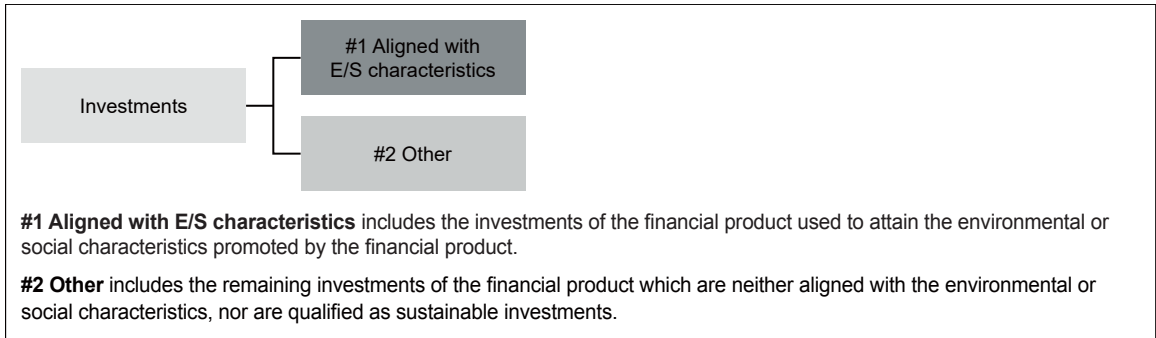 #1 Aligned with
E/S characteristics
Investments
#2 Other
#1 Aligned with E/S characteristics includes the investments of the financial product used to attain the environmental or
social characteristics promoted by the financial product.
#2 Other includes the remaining investments of the financial product which are neither aligned with the environmental or
social characteristics, nor are qualified as sustainable investments.